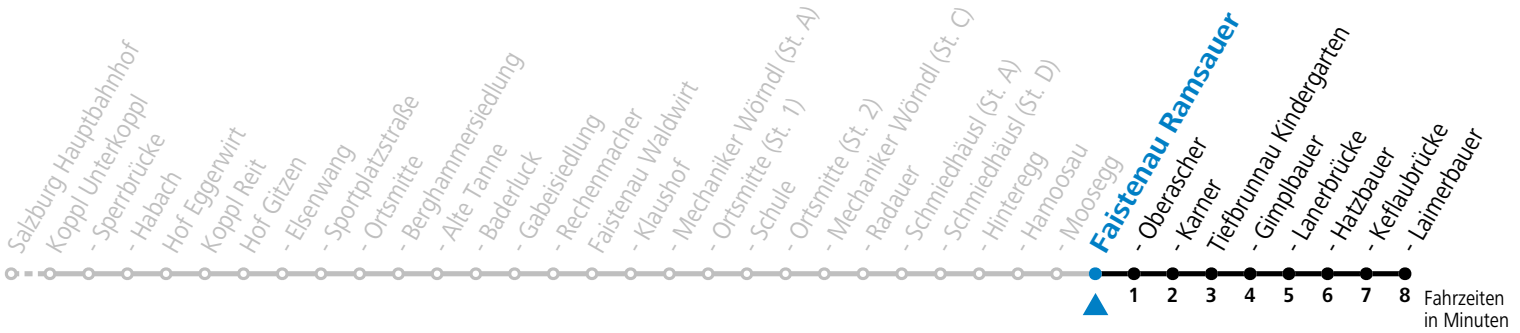 Salzburg Hauptbahnhof
Koppl Unterkoppl
- Sperrbrücke
- Habach
Hof Eggenwirt
Koppl Reit
Hof Gitzen
- Elsenwang
- Sportplatzstraße
- Ortsmitte
- Berghammersiedlung
- Alte Tanne
- Baderluck
- Gabeisiedlung
- Rechenmacher
Faistenau Waldwirt
- Klaushof
- Mechaniker Wörndl (St. A)
- Ortsmitte (St. 1)
- Schule
- Ortsmitte (St. 2)
- Mechaniker Wörndl (St. C)
- Radauer
- Schmiedhäusl (St. A)
- Schmiedhäusl (St. D)
- Hinteregg
- Hamoosau
- Moosegg
Faistenau Ramsauer
- Oberascher
- Karner
Tiefbrunnau Kindergarten
- Gimplbauer
- Lanerbrücke
- Hatzbauer
- Keflaubrücke
- Laimerbauer
1 2 3 4 5 6 7 8 Fahrzeiten
in Minuten